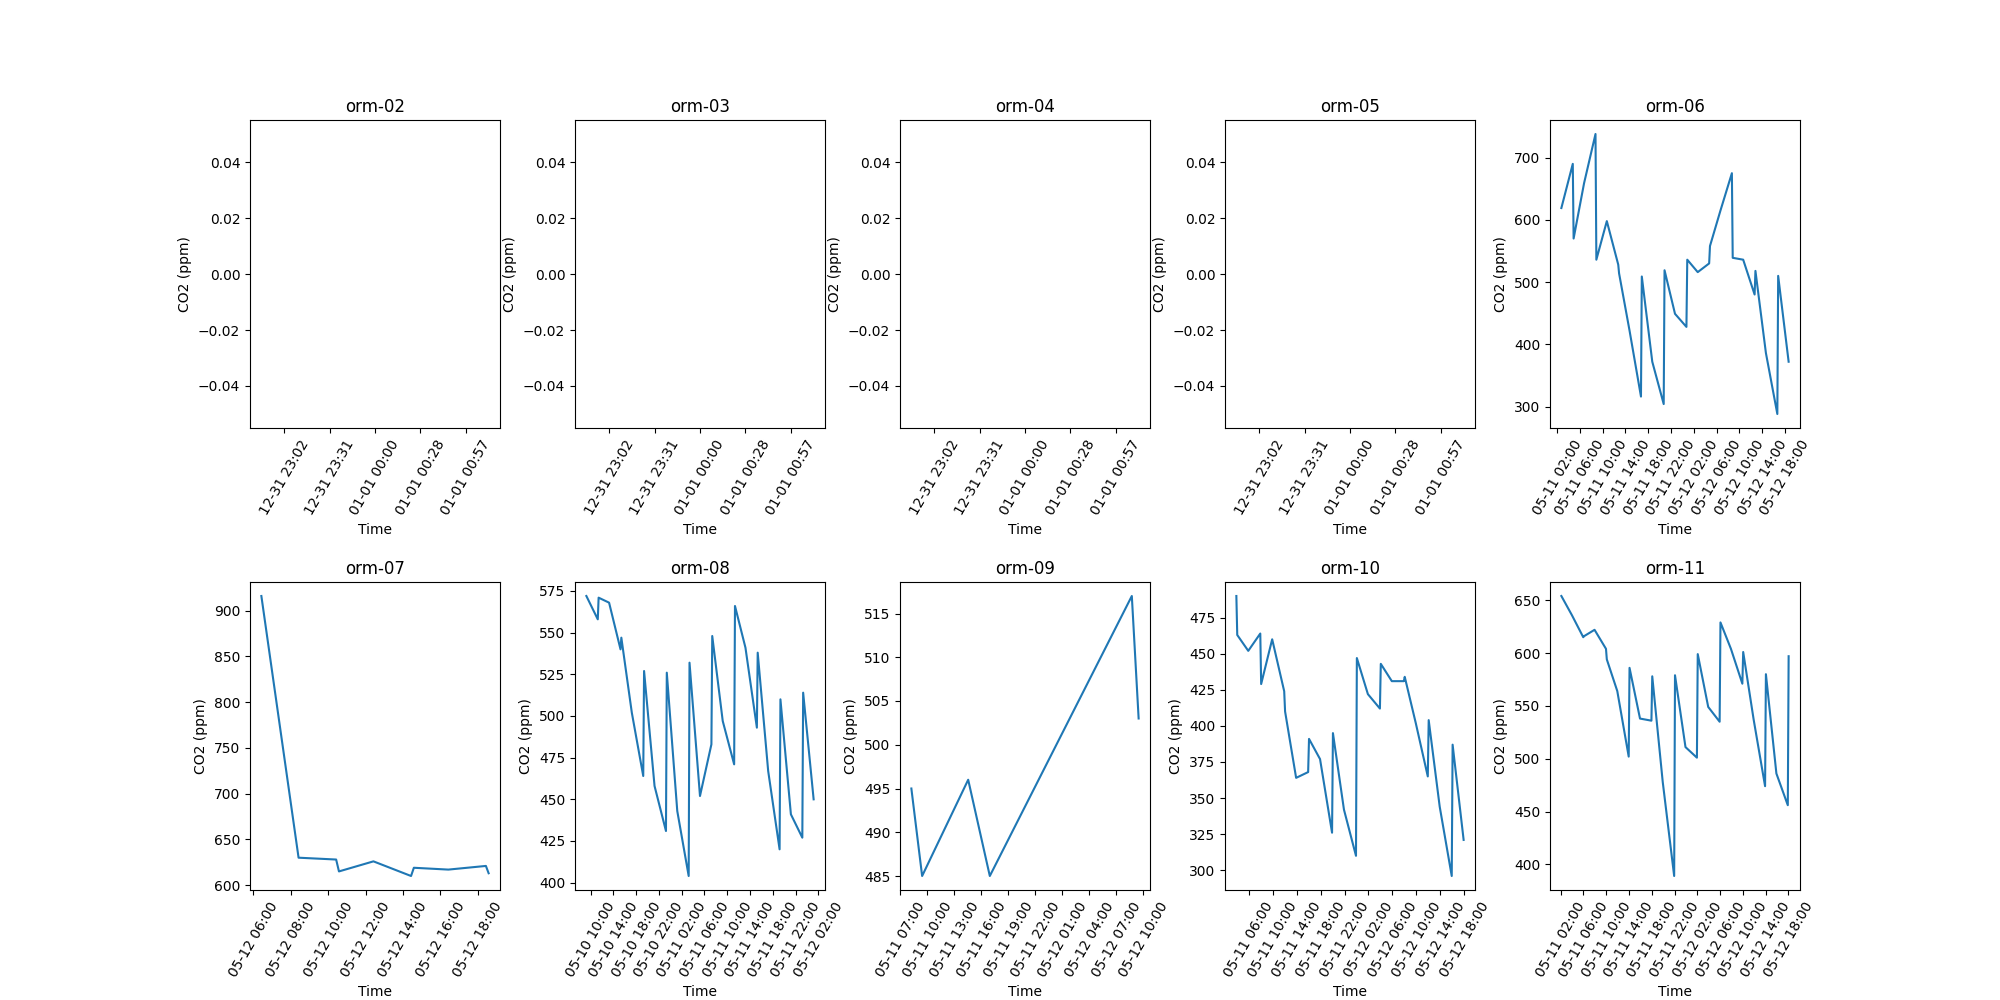 orm-02 orm-03 orm-04 orm-05 orm-06
0.04 0.04 0.04 0.04 700
0.02 0.02 0.02 0.02 600
0.00 0.00 0.00 0.00 500
−0.02 −0.02 −0.02 −0.02 400
−0.04 −0.04 −0.04 −0.04 300
CO2 (ppm) CO2 (ppm) CO2 (ppm) CO2 (ppm) CO2 (ppm)
12-31 23:02 12-31 23:31 01-01 00:00 01-01 00:28 01-01 00:57
12-31 23:02 12-31 23:31 01-01 00:00 01-01 00:28 01-01 00:57
12-31 23:02 12-31 23:31 01-01 00:00 01-01 00:28 01-01 00:57
12-31 23:02 12-31 23:31 01-01 00:00 01-01 00:28 01-01 00:57
05-11 02:00 05-11 06:00 05-11 10:00 05-11 14:00 05-11 18:00 05-11 22:00 05-12 02:00 05-12 06:00 05-12 10:00 05-12 14:00 05-12 18:00
Time Time Time Time Time
orm-07 orm-08 orm-09 orm-10 orm-11
900 850 800 750 700 650 600
CO2 (ppm)
05-12 06:00 05-12 08:00 05-12 10:00 05-12 12:00 05-12 14:00 05-12 16:00 05-12 18:00
Time
575 550 525 500 475 450 425 400
CO2 (ppm)
05-10 10:00 05-10 14:00 05-10 18:00 05-10 22:00 05-11 02:00 05-11 06:00 05-11 10:00 05-11 14:00 05-11 18:00 05-11 22:00 05-12 02:00
Time
515 510 505 500 495 490 485
CO2 (ppm)
05-11 07:00 05-11 10:00 05-11 13:00 05-11 16:00 05-11 19:00 05-11 22:00 05-12 01:00 05-12 04:00 05-12 07:00 05-12 10:00
Time
475 450 425 400 375 350 325 300
CO2 (ppm)
05-11 06:00 05-11 10:00 05-11 14:00 05-11 18:00 05-11 22:00 05-12 02:00 05-12 06:00 05-12 10:00 05-12 14:00 05-12 18:00
Time
650 600 550 500 450 400
CO2 (ppm)
05-11 02:00 05-11 06:00 05-11 10:00 05-11 14:00 05-11 18:00 05-11 22:00 05-12 02:00 05-12 06:00 05-12 10:00 05-12 14:00 05-12 18:00
Time